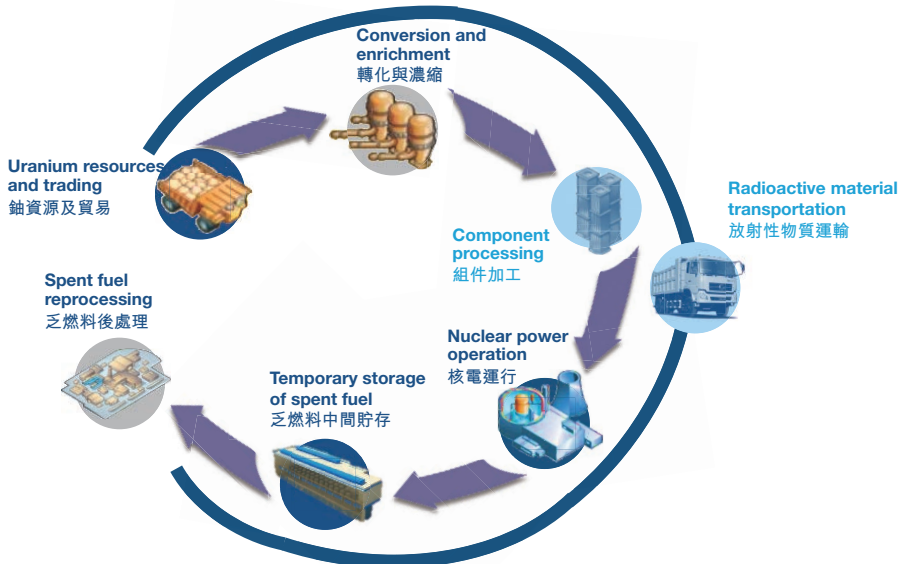 Conversion and
enrichment
轉化與濃縮
Uranium resources
and trading
鈾資源及貿易
Component
processing
組件加工
Radioactive material
transportation
放射性物質運輸
Nuclear power
operation
核電運行
Temporary storage
of spent fuel
乏燃料中間貯存
Spent fuel
reprocessing
乏燃料後處理